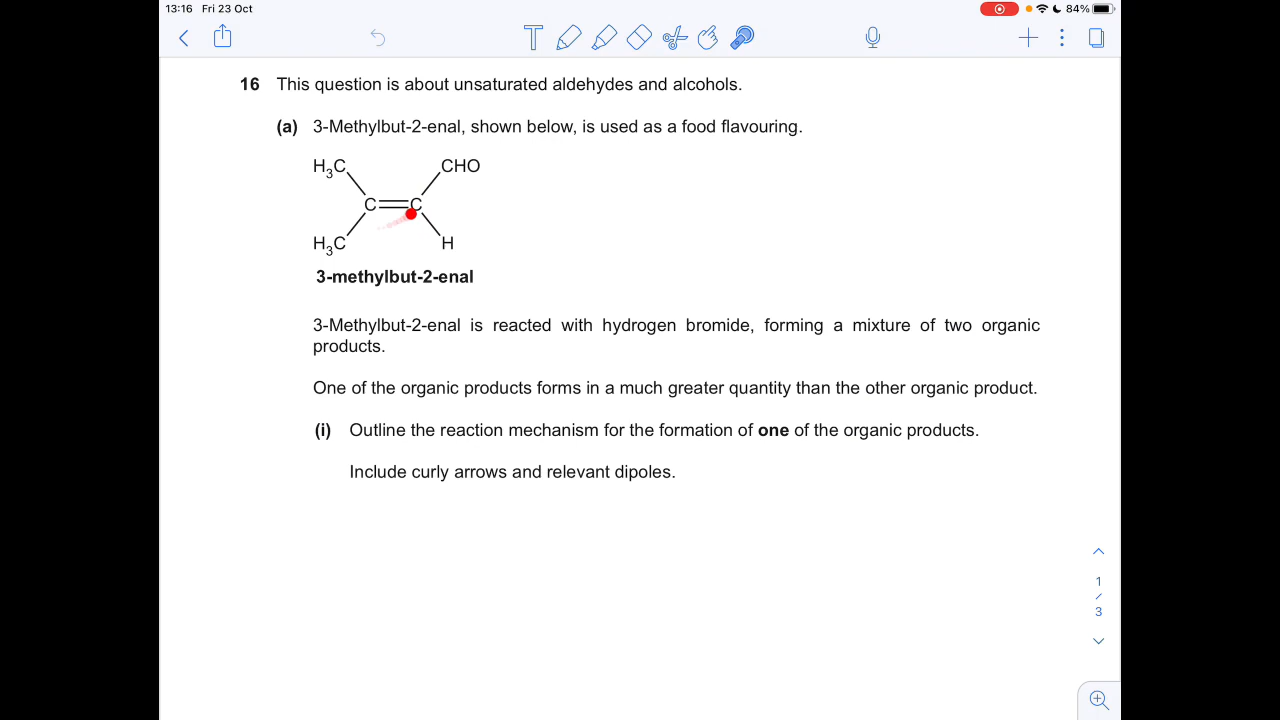 13:16 Fri 23 Oct
84%
T
16 This question is about unsaturated aldehydes and alcohols.
(a) 3-Methylbut-2-enal, shown below, is used as a food flavouring.
H3C CHO
C C
H3C H
3-methylbut-2-enal
3-Methylbut-2-enal is reacted with hydrogen bromide, forming a mixture of two organic
products.
One of the organic products forms in a much greater quantity than the other organic product.
(i) Outline the reaction mechanism for the formation of one of the organic products.
Include curly arrows and relevant dipoles.
1
/
3